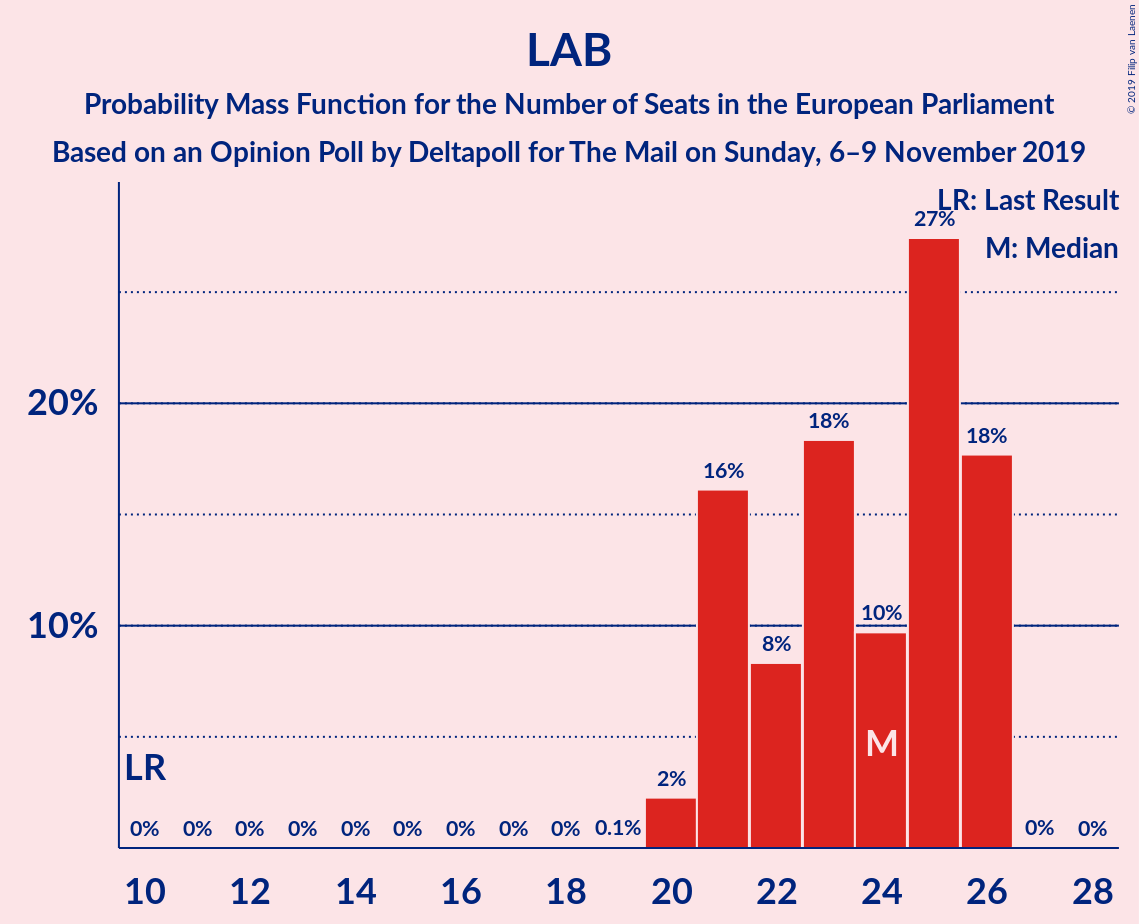 LAB
Probability Mass Function for the Number of Seats in the European Parliament
Based on an Opinion Poll by Deltapoll for The Mail on Sunday, 6–9 November 2019
© 2019 Filip van Laenen
LR: Last Result
M: Median
27%
20%
18%
18%
16%
10%
10%
8%
M
LR
2%
0% 0% 0% 0% 0% 0% 0% 0% 0% 0.1% 0% 0%
10 12 14 16 18 20 22 24 26 28